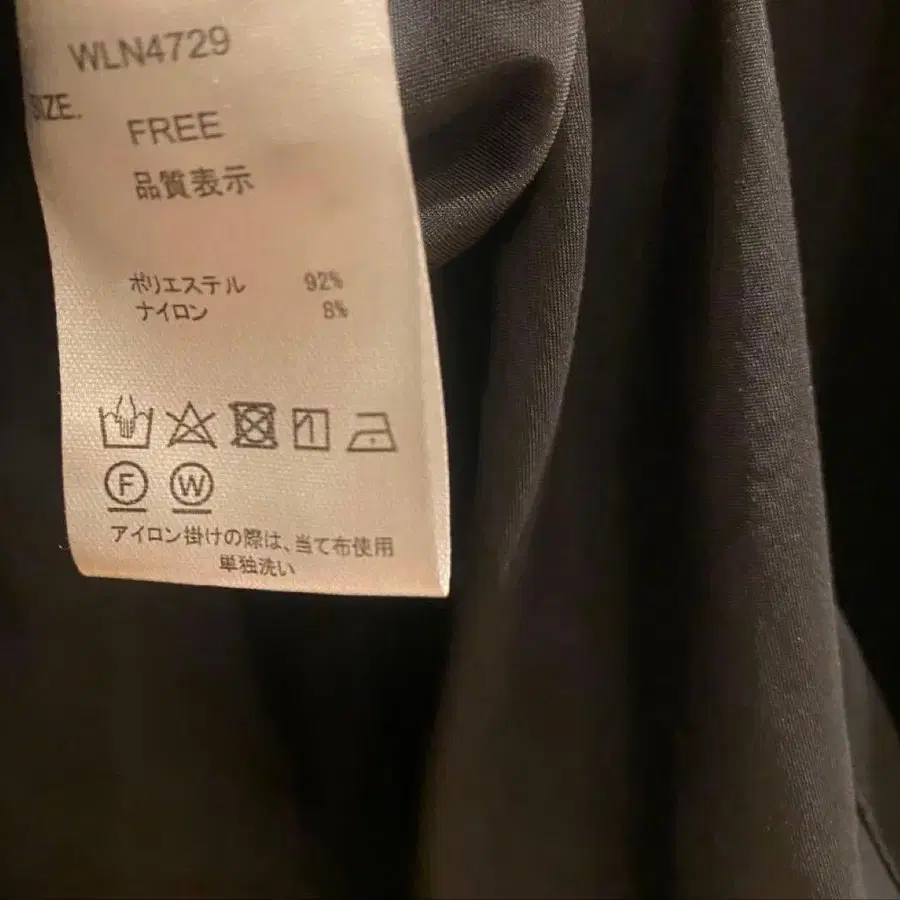 WLN4729
SIZE.
FREE
品質表示
ポリエステル 92%
ナイロン 8%
F W
アイロン掛けの際は、当て布使用
単独洗い